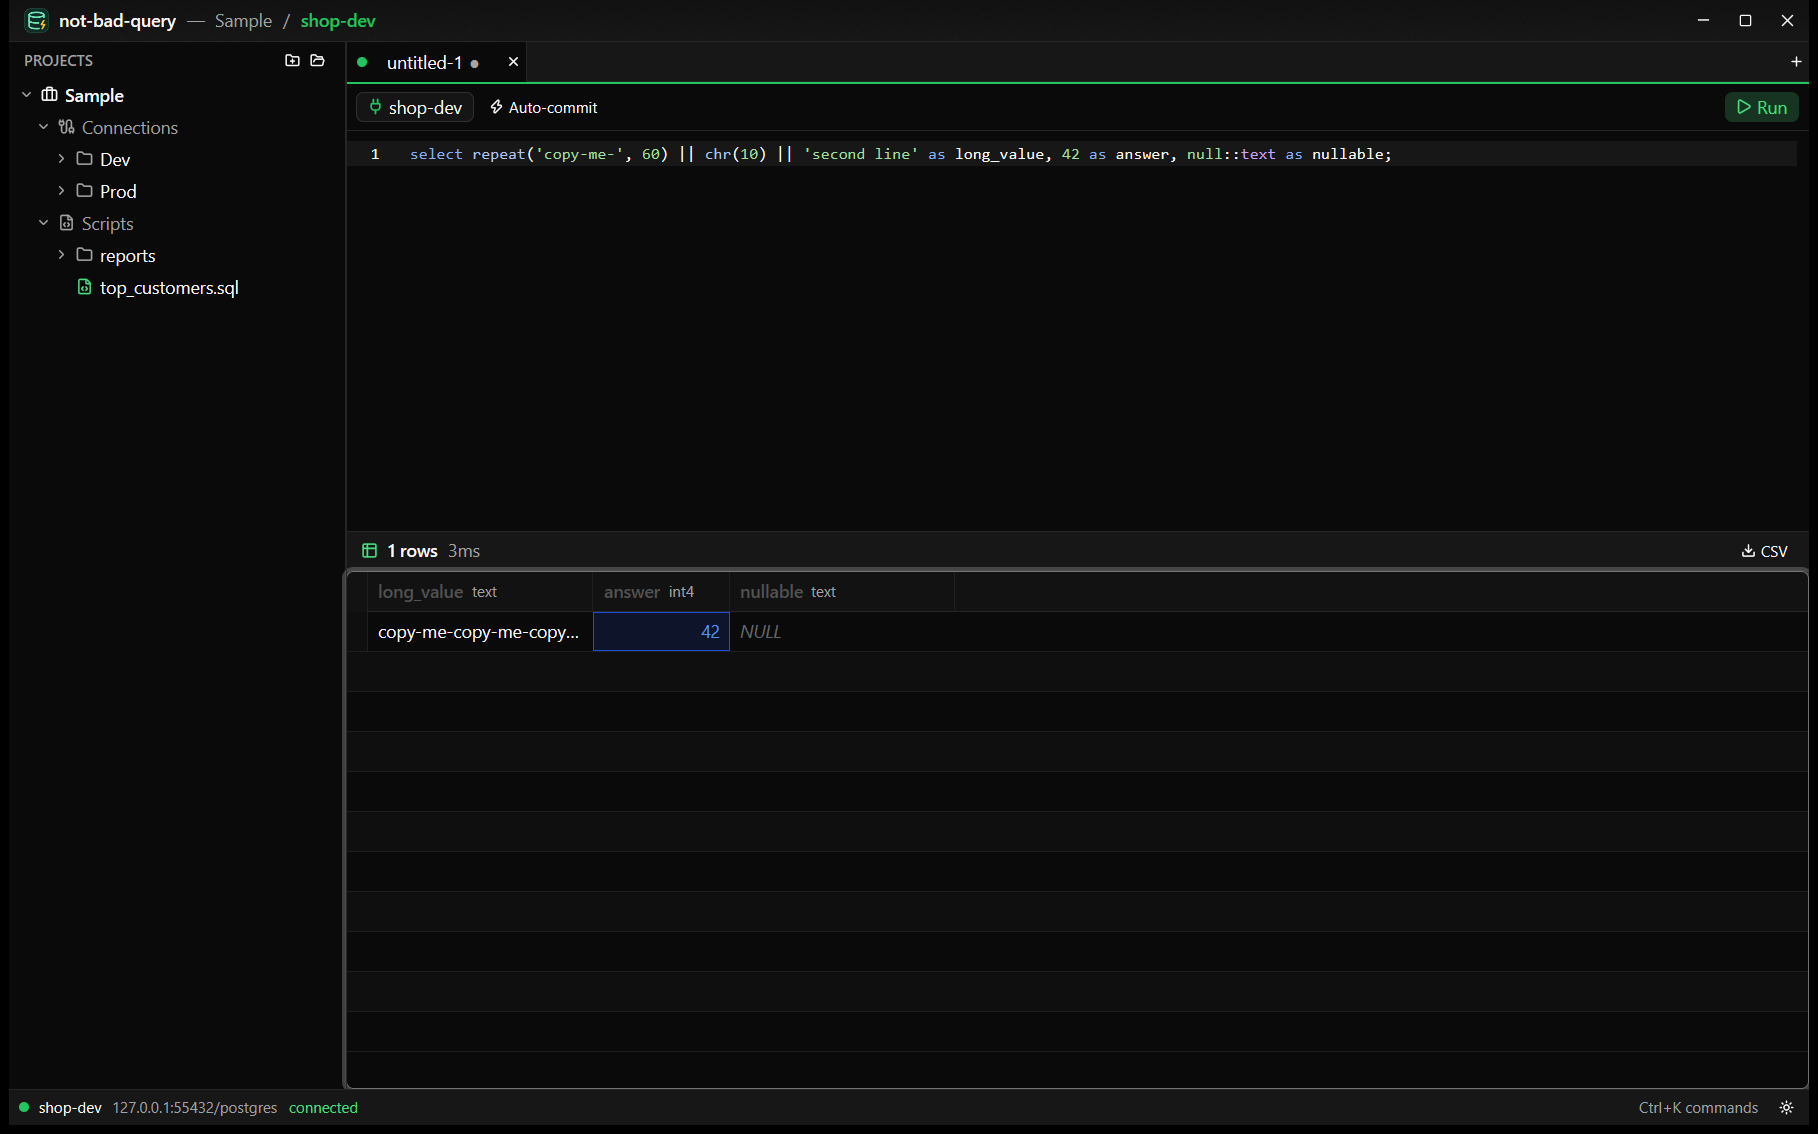 not-bad-query — Sample / shop-dev
PROJECTS
Sample
Connections
Dev
Prod
Scripts
reports
top_customers.sql
untitled-1
shop-dev Auto-commit Run
1 select repeat('copy-me-', 60) || chr(10) || 'second line' as long_value, 42 as answer, null::text as nullable;
1 rows 3ms CSV
long_value text answer int4 nullable text
copy-me-copy-me-copy... 42 NULL
shop-dev 127.0.0.1:55432/postgres connected Ctrl+K commands